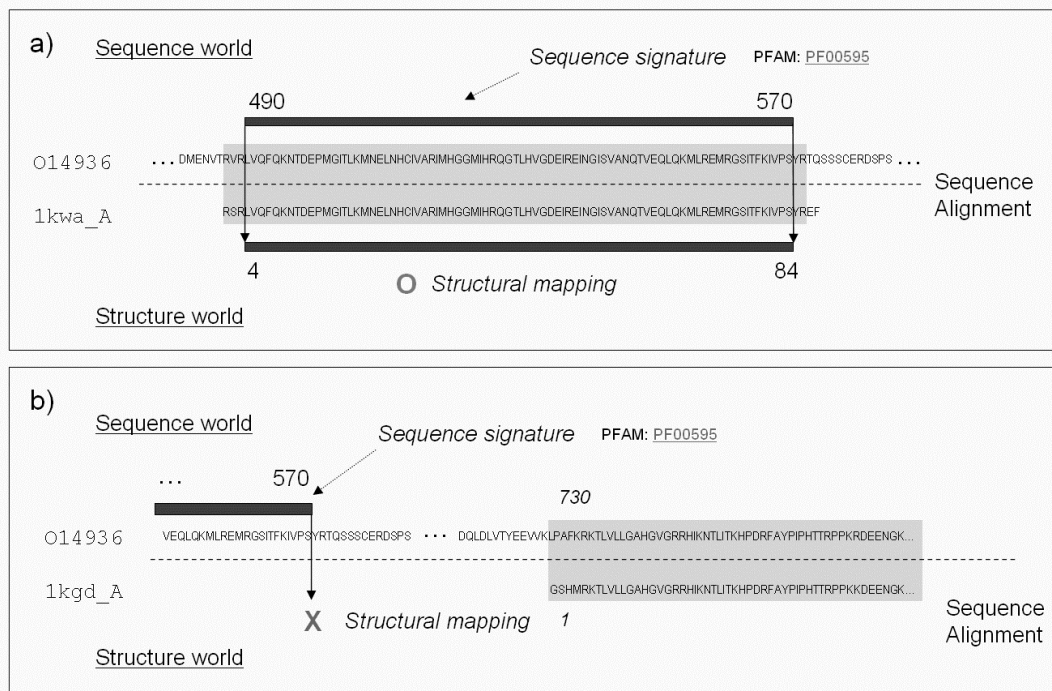 a)
Sequence world
Sequence signature PFAM: PF00595
490 570
O14936 ... DMENVTRVRLVQFQKNTDEPMGITLKMNELNHCIVARIMHGGMIHRQGTLHVGDEIREINGISVANQTVEQLQKMLREMRGSITFKIVPSYRTQSSSCERDSPS ...
Sequence
Alignment
1kwa_A RSRLVQFQKNTDEPMGITLKMNELNHCIVARIMHGGMIHRQGTLHVGDEIREINGISVANQTVEQLQKMLREMRGSITFKIVPSYREF
4 84
O Structural mapping
Structure world
b)
Sequence world
Sequence signature PFAM: PF00595
... 570
730
O14936 VEQLQKMLREMRGSITFKIVPSYRTQSSSCERDSPS ... DQLDLVTYEEVVKLPAFKRKTLVLLGAHGVGRRHIKNTLITKHPDRFAYPIPHTTRPPKRDEENGK...
1kgd_A GSHMRKTLVLLGAHGVGRRHIKNTLITKHPDRFAYPIPHTTRPPKKDEENGK...
X Structural mapping 1
Sequence
Alignment
Structure world